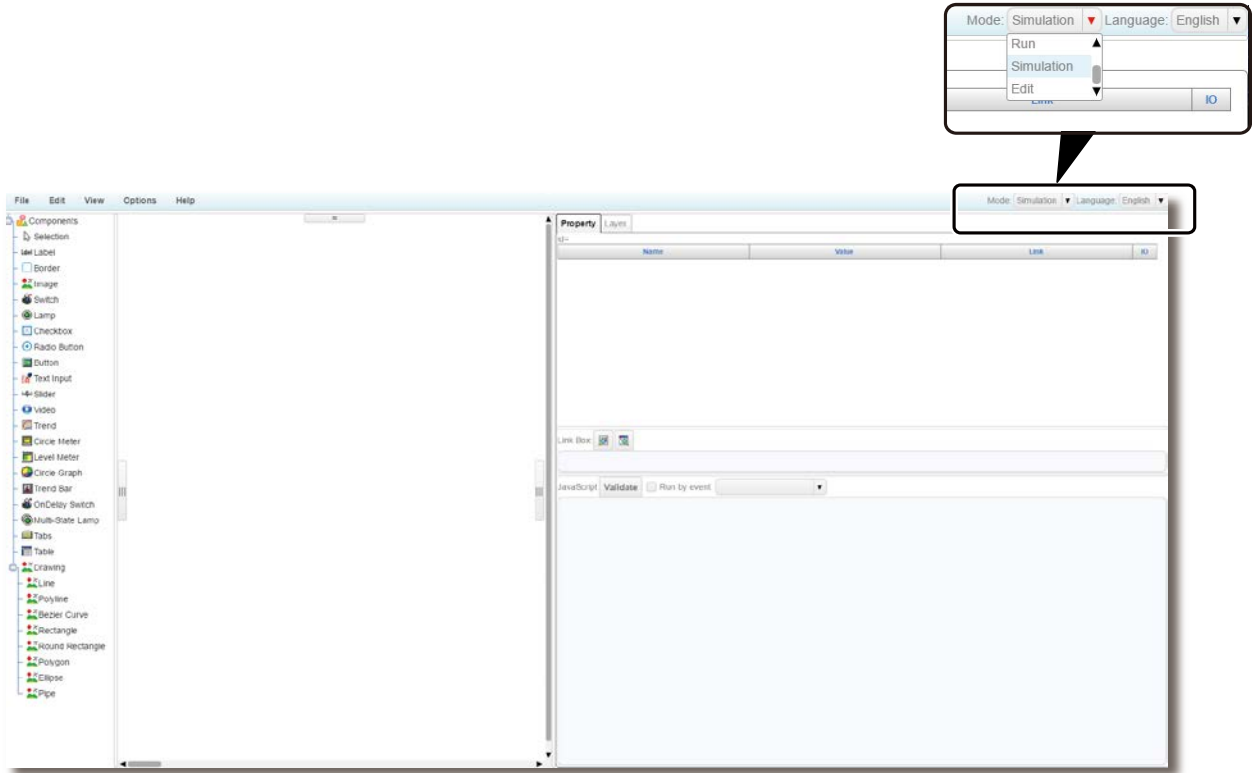 Mode: Simulation ▼ Language: English ▼
Run
Simulation
Edit
Link IO
File Edit View Options Help
Mode: Simulation ▼ Language: English ▼
Components
Selection
Label Label
Border
Image
Switch
Lamp
Checkbox
Radio Button
Button
Text Input
Slider
Video
Trend
Circle Meter
Level Meter
Circle Graph
Trend Bar
OnDelay Switch
Multi-State Lamp
Tabs
Table
Drawing
Line
Polyline
Bezier Curve
Rectangle
Round Rectangle
Polygon
Ellipse
Pipe
Property Layer
id=
Name Value Link IO
Link Box:
JavaScript Validate Run by event